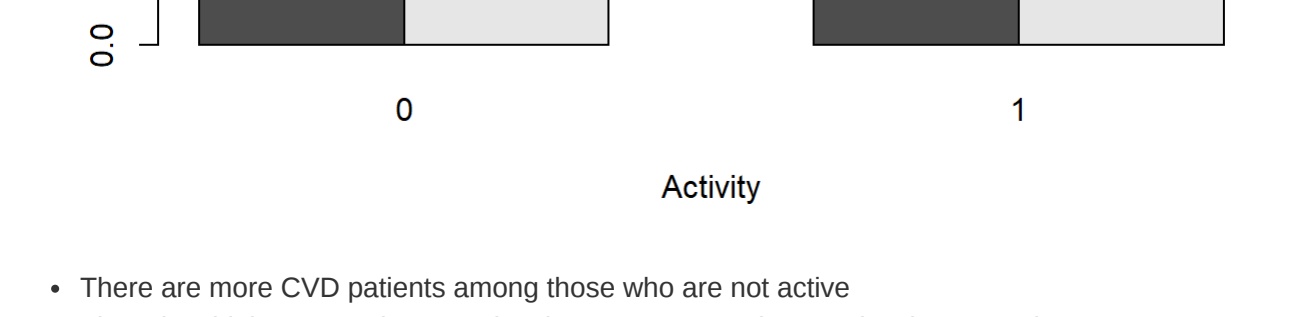 0.0
0 1
Activity
• There are more CVD patients among those who are not active